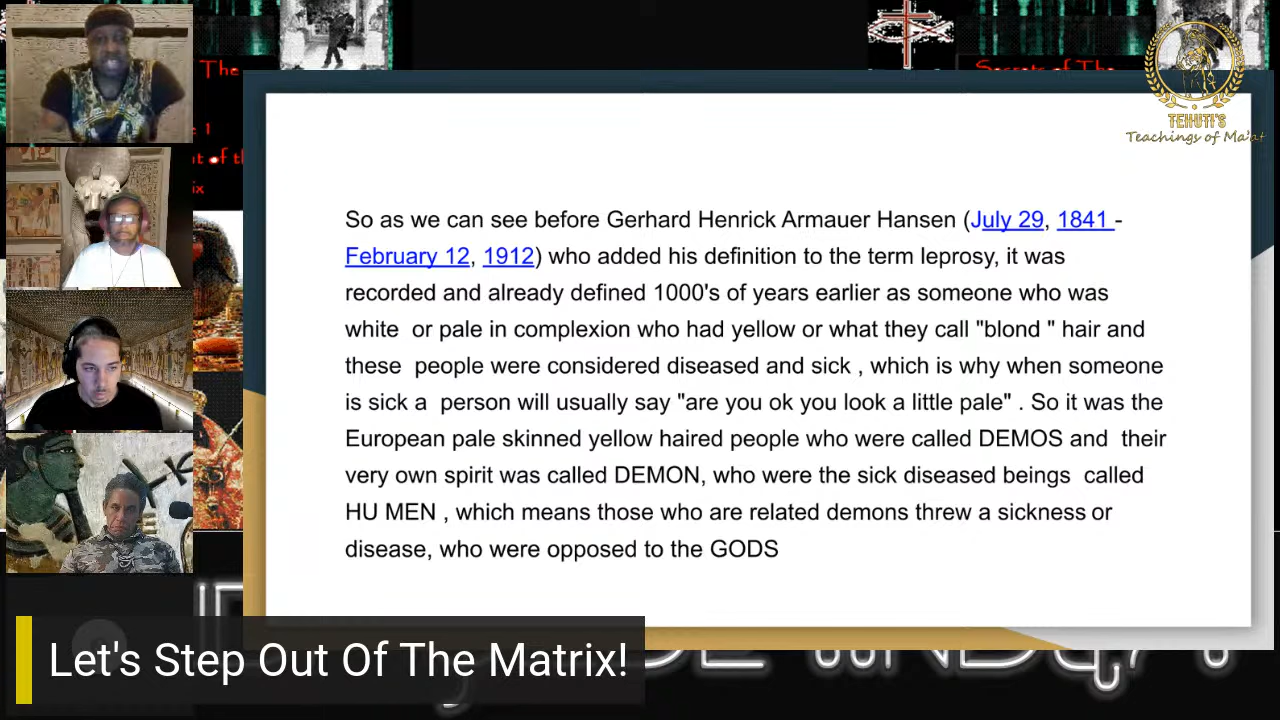 The
Secrets of The
TEHUTI'S
Teachings of Ma'at
So as we can see before Gerhard Henrick Armauer Hansen (July 29, 1841 -
February 12, 1912) who added his definition to the term leprosy, it was
recorded and already defined 1000's of years earlier as someone who was
white or pale in complexion who had yellow or what they call "blond " hair and
these people were considered diseased and sick , which is why when someone
is sick a person will usually say "are you ok you look a little pale" . So it was the
European pale skinned yellow haired people who were called DEMOS and their
very own spirit was called DEMON, who were the sick diseased beings called
HU MEN , which means those who are related demons threw a sickness or
disease, who were opposed to the GODS
Let's Step Out Of The Matrix!